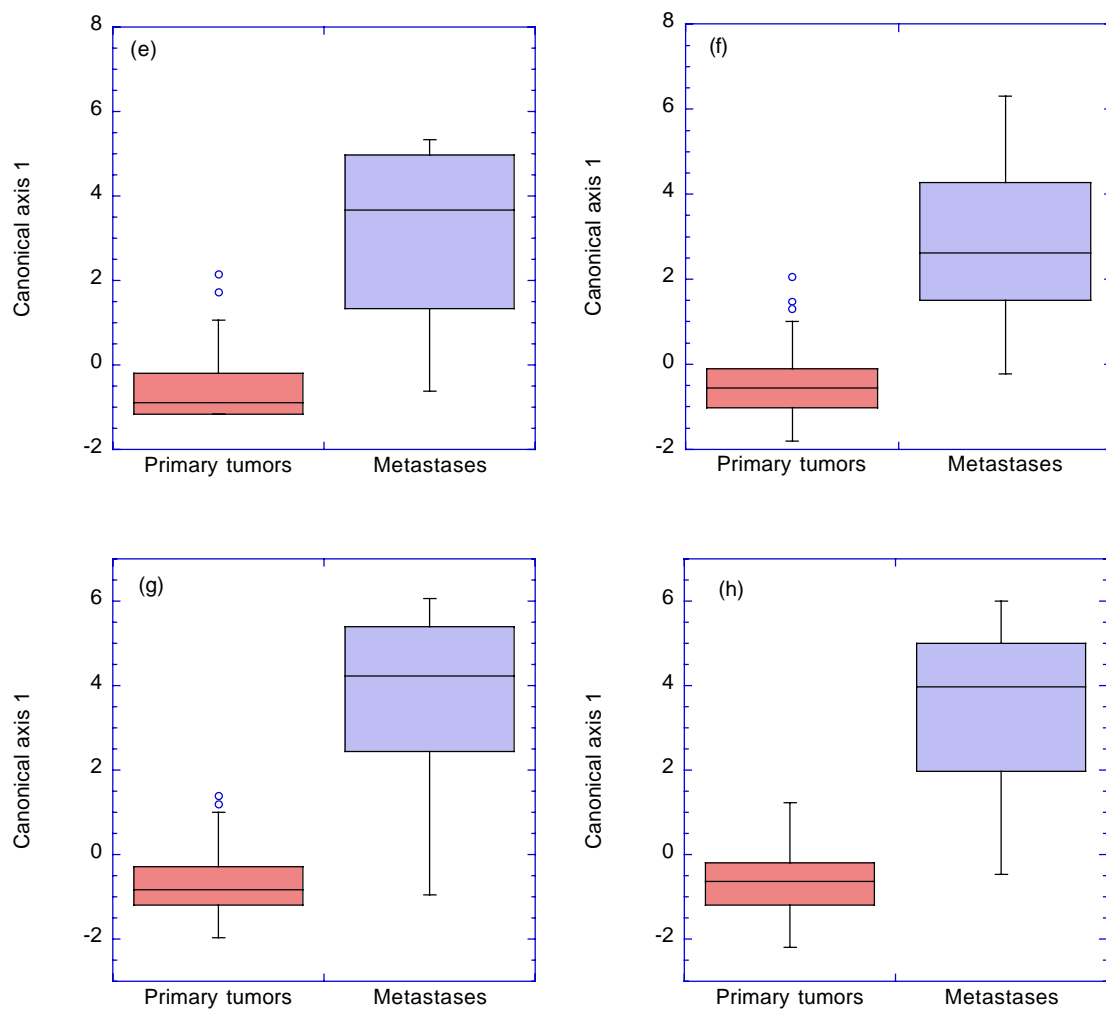 (e)
8
6
4
2
0
-2
Canonical axis 1
Primary tumors
Metastases
(f)
8
6
4
2
0
-2
Canonical axis 1
Primary tumors
Metastases
(g)
6
4
2
0
-2
Canonical axis 1
Primary tumors
Metastases
(h)
6
4
2
0
-2
Canonical axis 1
Primary tumors
Metastases